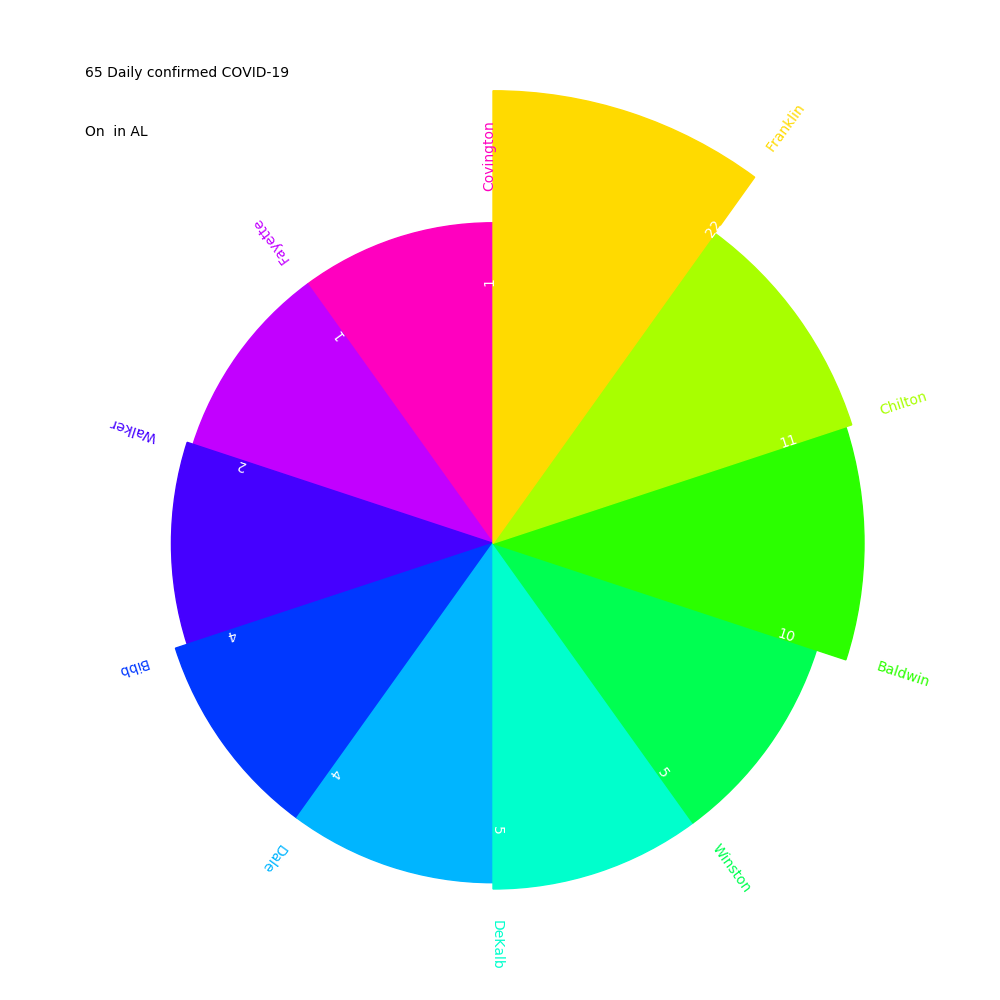 65 Daily confirmed COVID-19
On  in AL
Franklin
22
Chilton
11
Baldwin
10
Winston
5
DeKalb
5
Dale
4
Bibb
4
Walker
2
Fayette
1
Covington
1